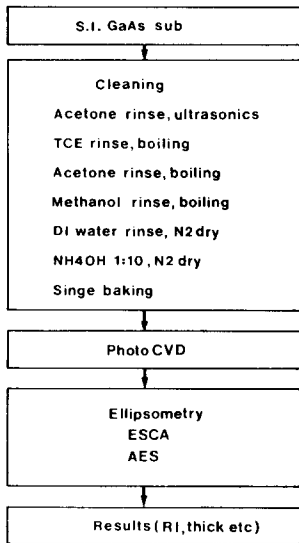 S.I. GaAs sub
Cleaning
Acetone rinse, ultrasonics
TCE rinse, boiling
Acetone rinse, boiling
Methanol rinse, boiling
DI water rinse, N2 dry
NH4OH 1:10, N2 dry
Singe baking
Photo CVD
Ellipsometry
ESCA
AES
Results (RI, thick etc)